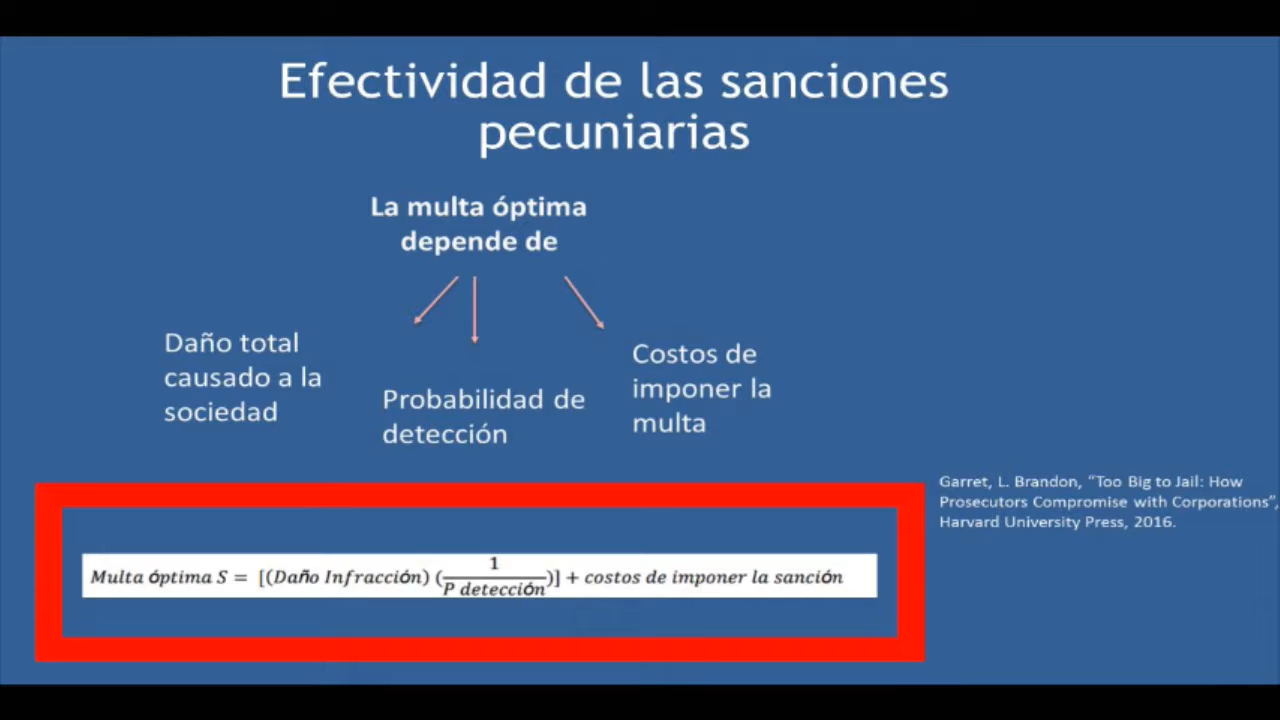 Efectividad de las sanciones
pecuniarias
La multa óptima
depende de
Daño total
causado a la
sociedad
Probabilidad de
detección
Costos de
imponer la
multa
Garret, L. Brandon, “Too Big to Jail: How
Prosecutors Compromise with Corporations”,
Harvard University Press, 2016.
Multa óptima S = [(Daño Infracción) (1/P detección)] + costos de imponer la sanción